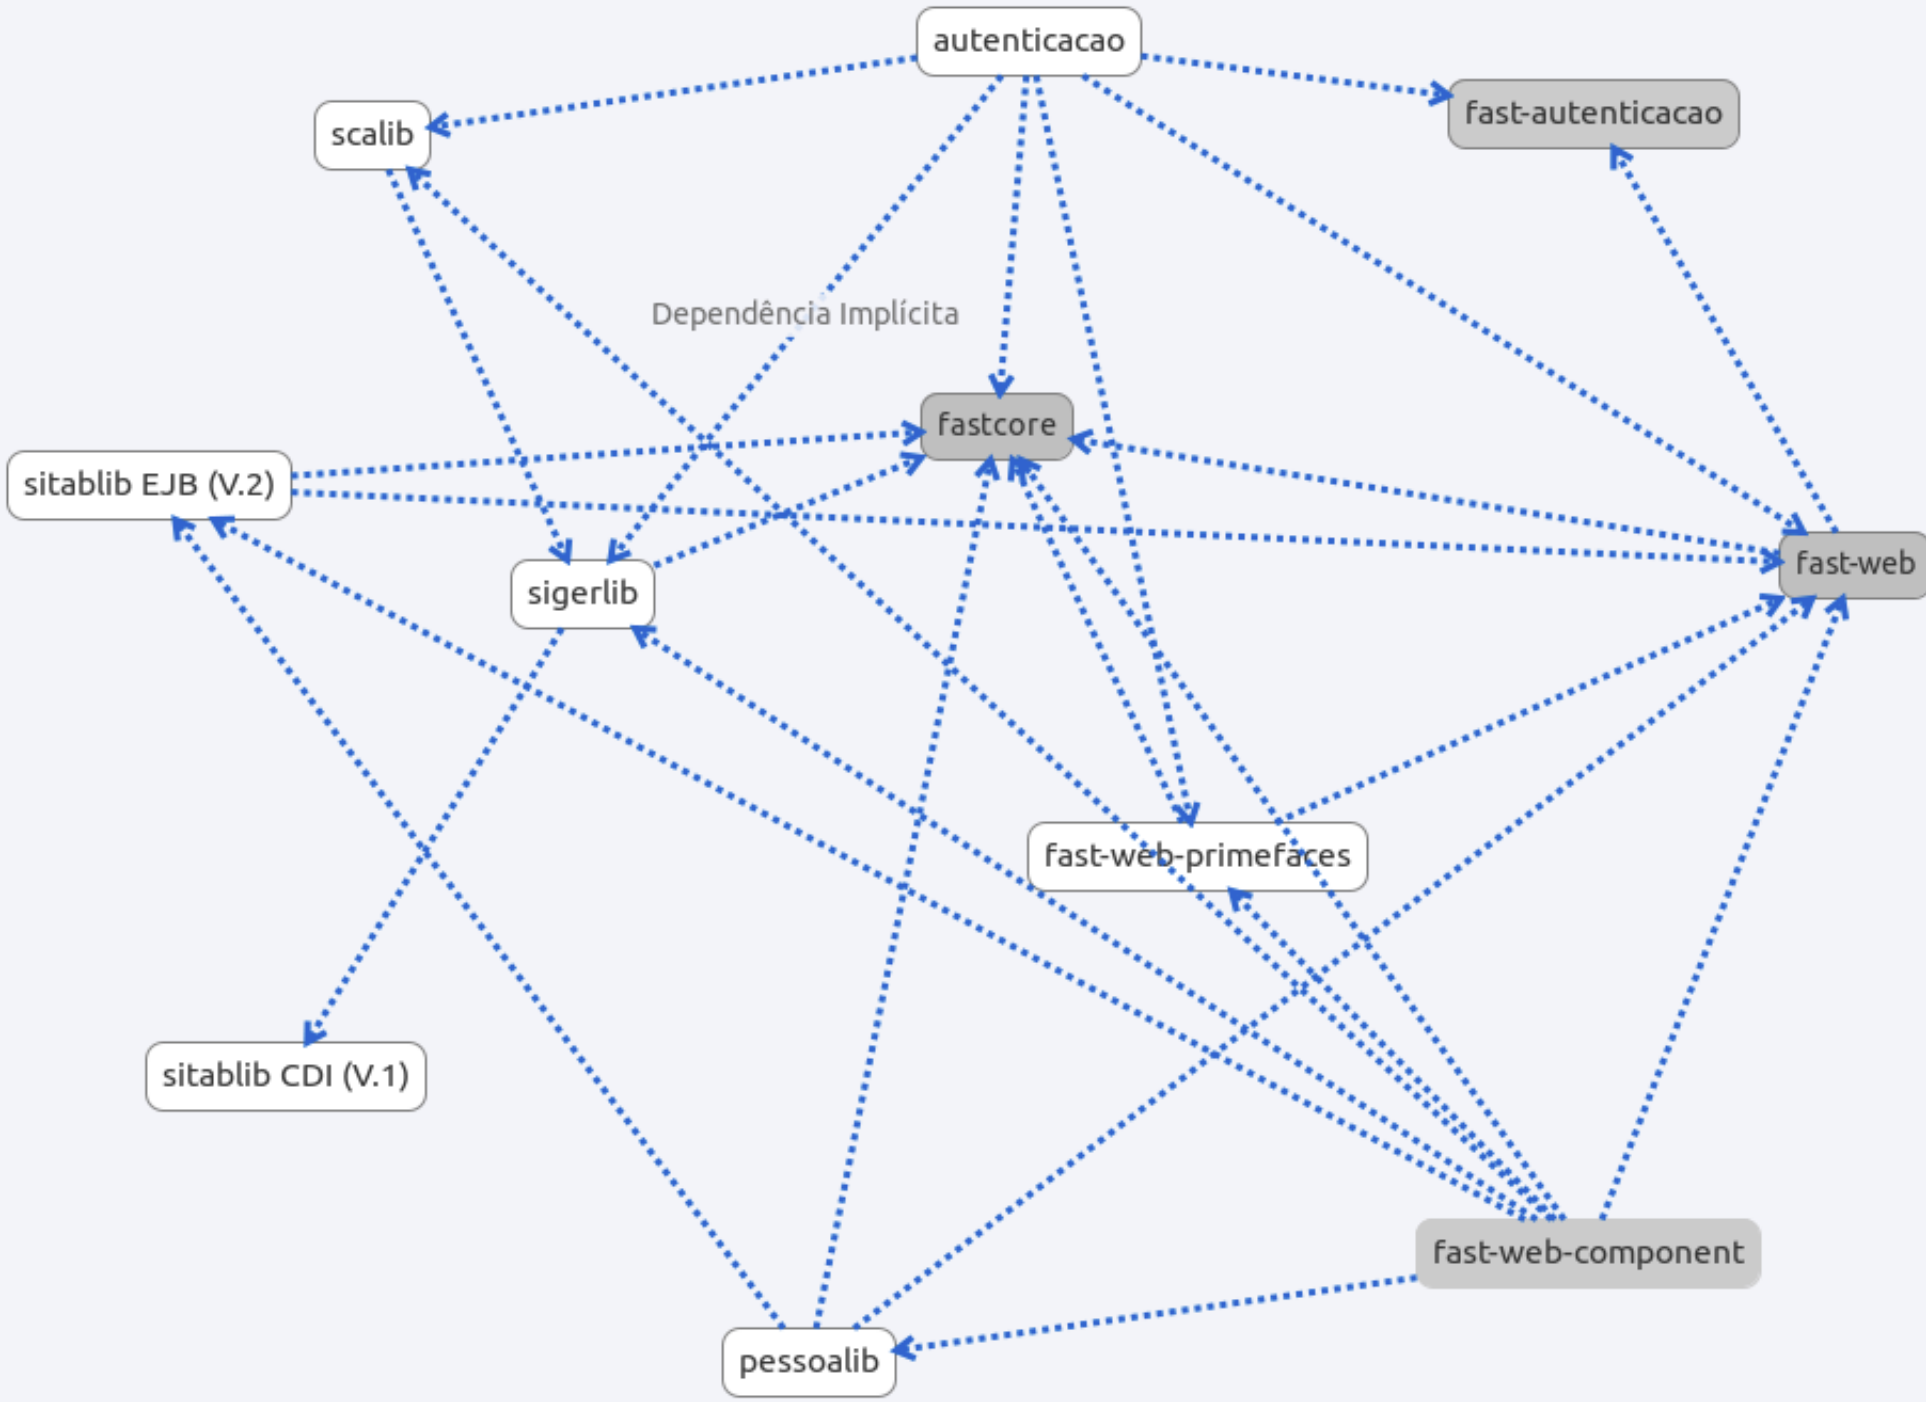 autenticacao
fast-autenticacao
scalib
Dependência Implícita
fastcore
sitablib EJB (V.2)
fast-web
sigerlib
fast-web-primefaces
sitablib CDI (V.1)
fast-web-component
pessoalib